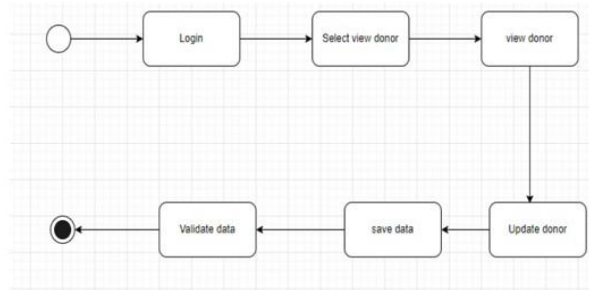 Login
Select view donor
view donor
Update donor
save data
Validate data